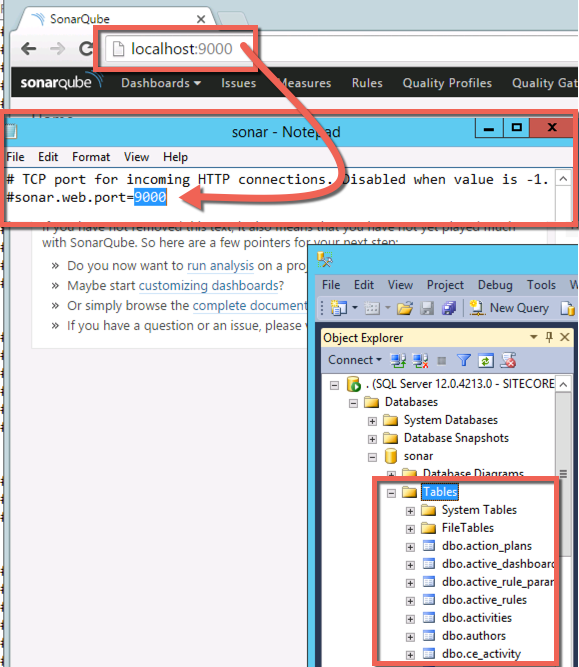 SonarQube
localhost:9000
sonarqube Dashboards Issues Measures Rules Quality Profiles Quality Gat
sonar - Notepad
File Edit Format View Help
# TCP port for incoming HTTP connections. Disabled when value is -1.
#sonar.web.port=9000
If you have not removed this text, it also means that you have not yet played much
with SonarQube. So here are a few pointers for your next step:
» Do you now want to run analysis on a proj
» Maybe start customizing dashboards?
» Or simply browse the complete document
» If you have a question or an issue, please
File Edit View Project Debug Tools
New Query
Object Explorer
Connect
. (SQL Server 12.0.4213.0 - SITECORE
Databases
System Databases
Database Snapshots
sonar
Database Diagrams
Tables
System Tables
FileTables
dbo.action_plans
dbo.active_dashboard
dbo.active_rule_param
dbo.active_rules
dbo.activities
dbo.authors
dbo.ce_activity